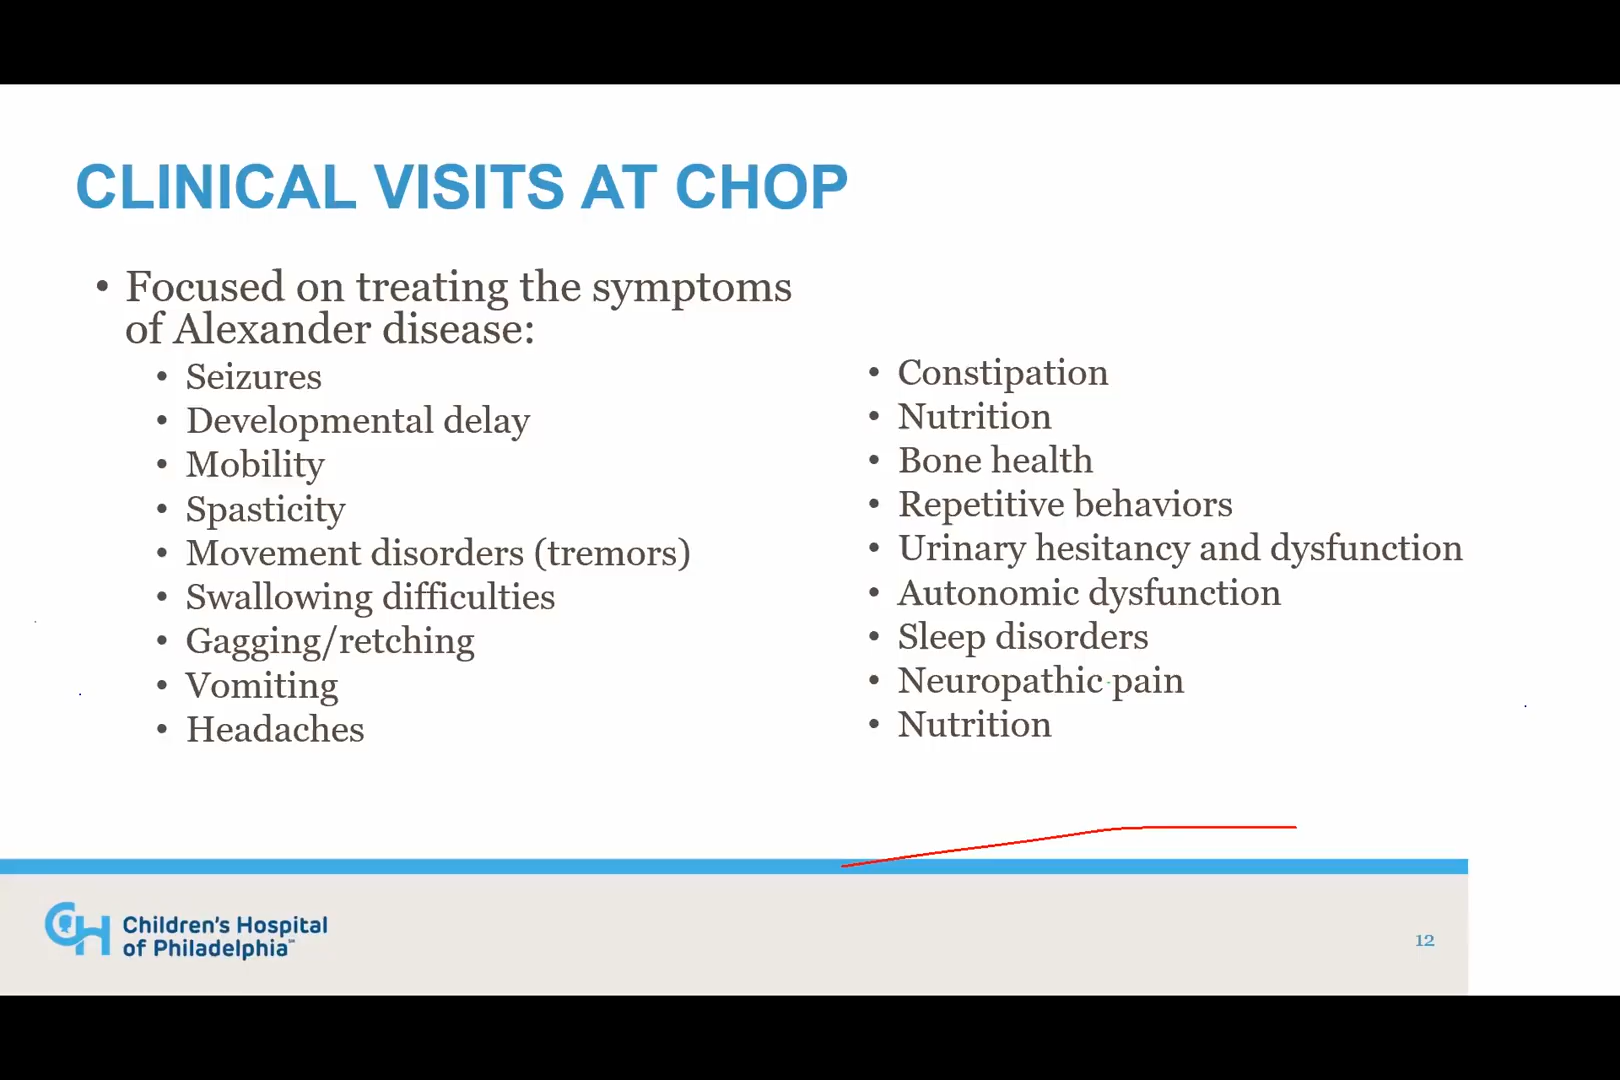 CLINICAL VISITS AT CHOP
• Focused on treating the symptoms
of Alexander disease:
• Seizures
• Developmental delay
• Mobility
• Spasticity
• Movement disorders (tremors)
• Swallowing difficulties
• Gagging/retching
• Vomiting
• Headaches
• Constipation
• Nutrition
• Bone health
• Repetitive behaviors
• Urinary hesitancy and dysfunction
• Autonomic dysfunction
• Sleep disorders
• Neuropathic pain
• Nutrition
CH
Children's Hospital
of Philadelphia℠
12